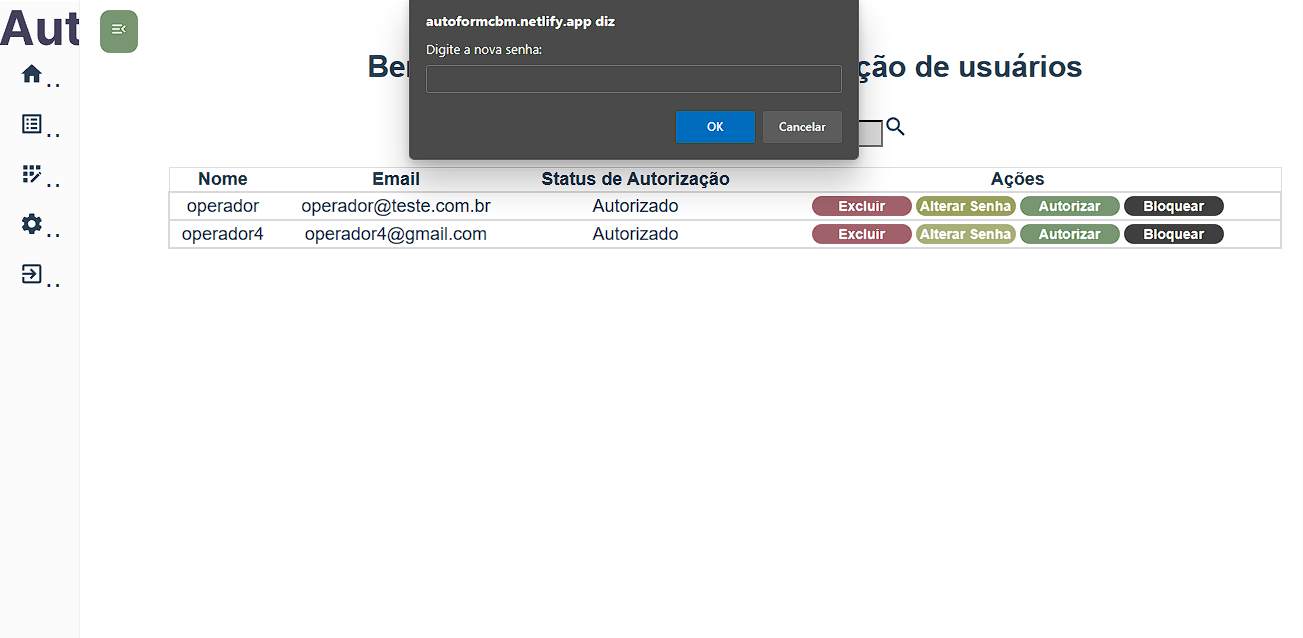 Aut
autoformcbm.netlify.app diz
Digite a nova senha:
OK Cancelar
ção de usuários
..
..
..
..
..
Nome Email Status de Autorização Ações
operador operador@teste.com.br Autorizado Excluir Alterar Senha Autorizar Bloquear
operador4 operador4@gmail.com Autorizado Excluir Alterar Senha Autorizar Bloquear